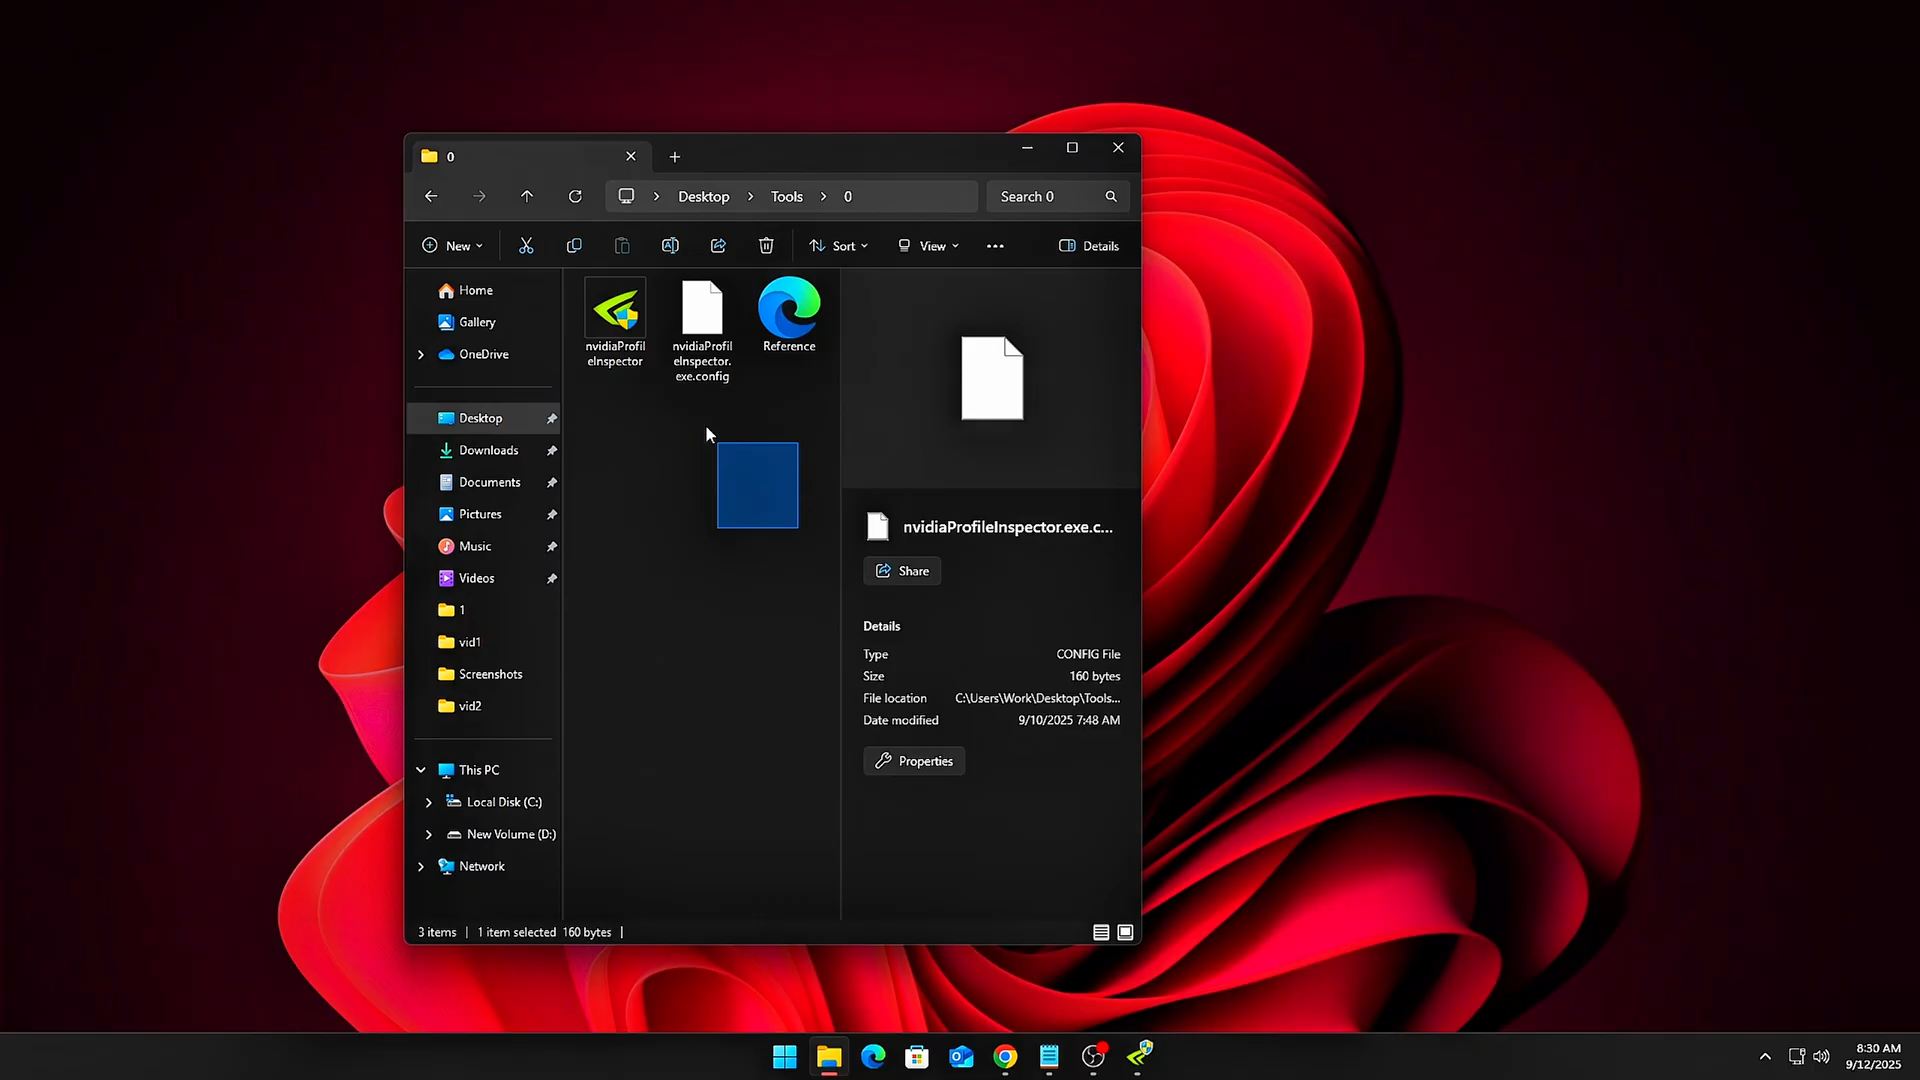 0
Desktop
Tools
0
Search 0
New
Sort
View
Details
Home
Gallery
OneDrive
Desktop
Downloads
Documents
Pictures
Music
Videos
1
vid1
Screenshots
vid2
This PC
Local Disk (C:)
New Volume (D:)
Network
nvidiaProfil
eInspector
nvidiaProfil
eInspector.
exe.config
Reference
nvidiaProfileInspector.exe.c...
Share
Details
Type CONFIG File
Size 160 bytes
File location C:\Users\Work\Desktop\Tools...
Date modified 9/10/2025 7:48 AM
Properties
3 items | 1 item selected 160 bytes |
8:30 AM
9/12/2025